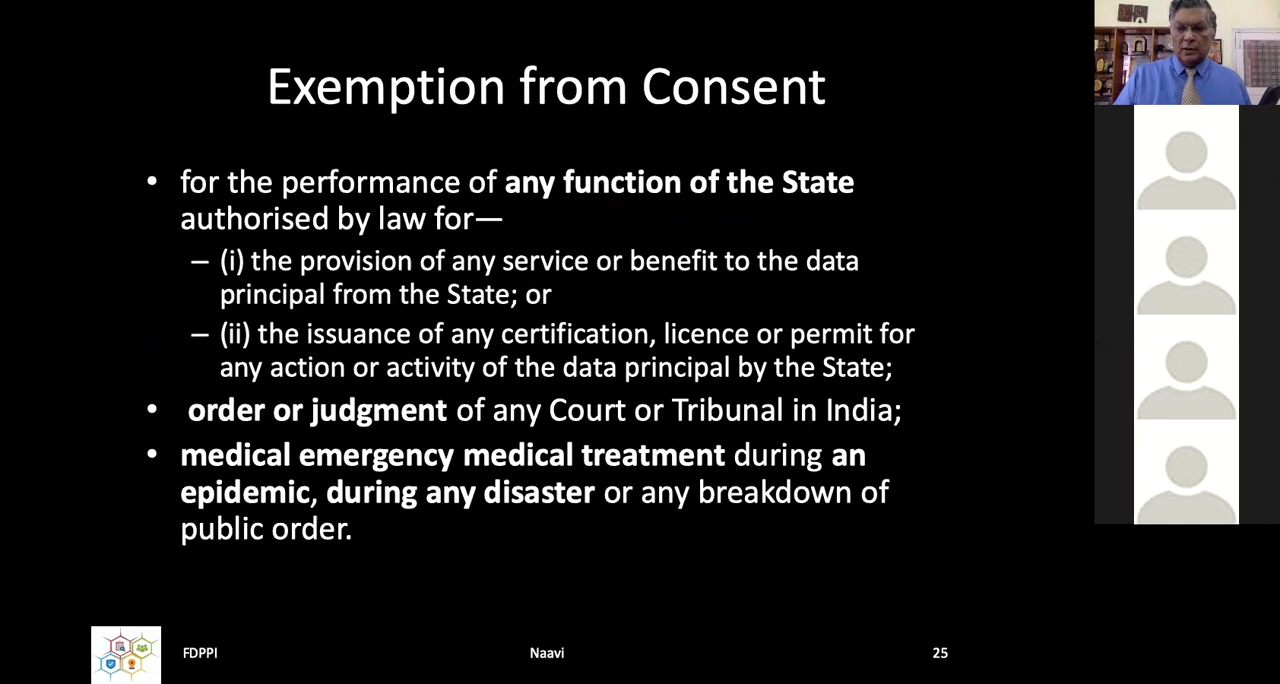 Exemption from Consent
• for the performance of any function of the State
authorised by law for—
– (i) the provision of any service or benefit to the data
principal from the State; or
– (ii) the issuance of any certification, licence or permit for
any action or activity of the data principal by the State;
• order or judgment of any Court or Tribunal in India;
• medical emergency medical treatment during an
epidemic, during any disaster or any breakdown of
public order.
FDPPI
Naavi
25